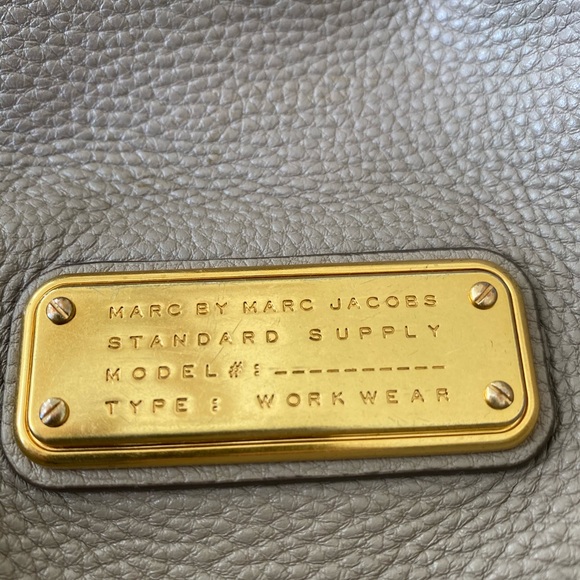 MARC BY MARC JACOBS
STANDARD SUPPLY
MODEL#: ----------
TYPE : WORKWEAR